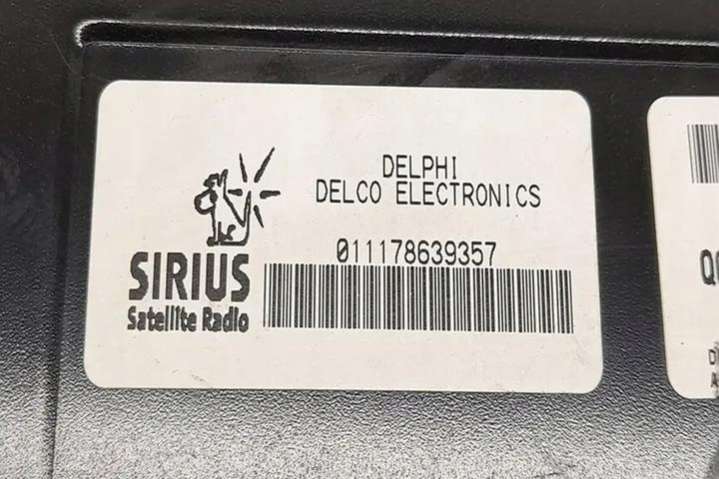 DELPHI
DELCO ELECTRONICS
011178639357
SIRIUS
Satellite Radio